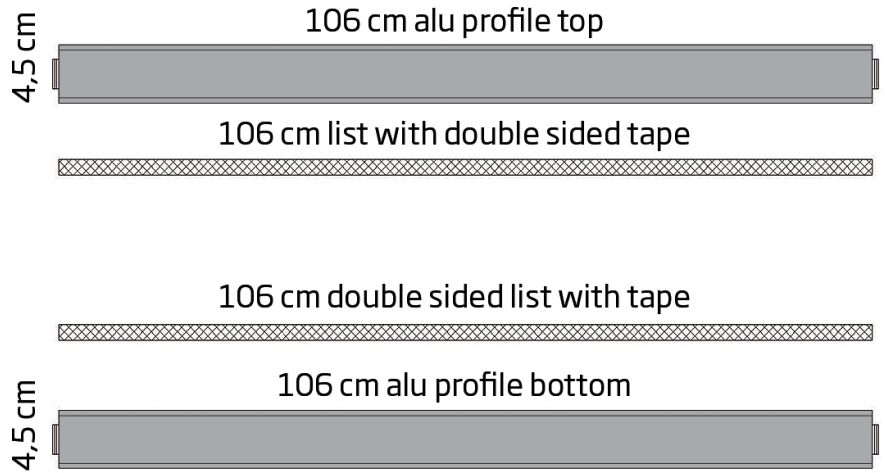 106 cm alu profile top
4,5 cm
106 cm list with double sided tape
106 cm double sided list with tape
106 cm alu profile bottom
4,5 cm